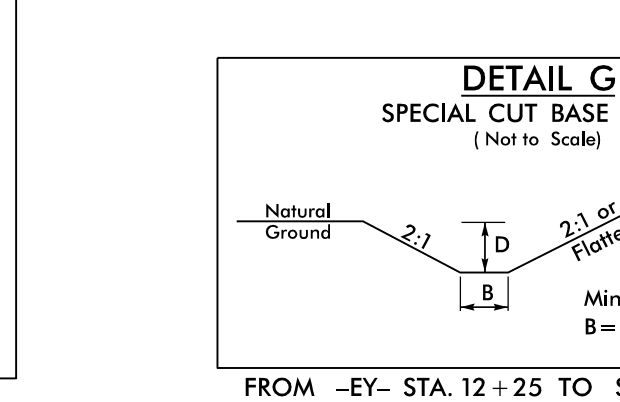 DETAIL G
SPECIAL CUT BASE
( Not to Scale)
Natural
Ground
2:1
D
2:1 or
Flatte
B
Min
B=
FROM –EY– STA. 12+25 TO S